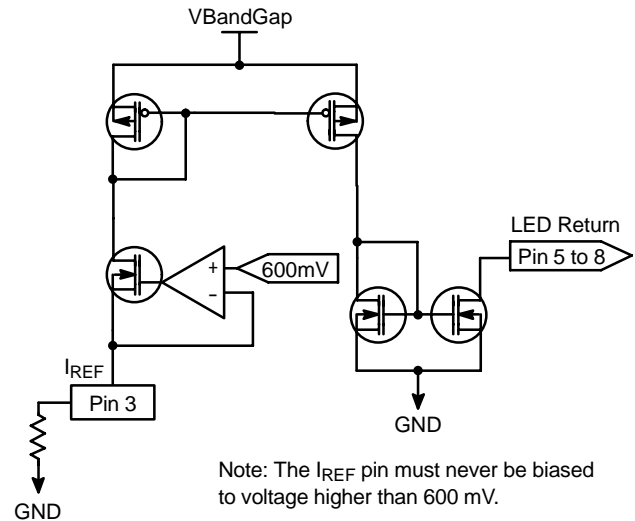 VBandGap
LED Return
Pin 5 to 8
+
600mV
−
I_REF
Pin 3
GND
GND
Note: The I_REF pin must never be biased
to voltage higher than 600 mV.